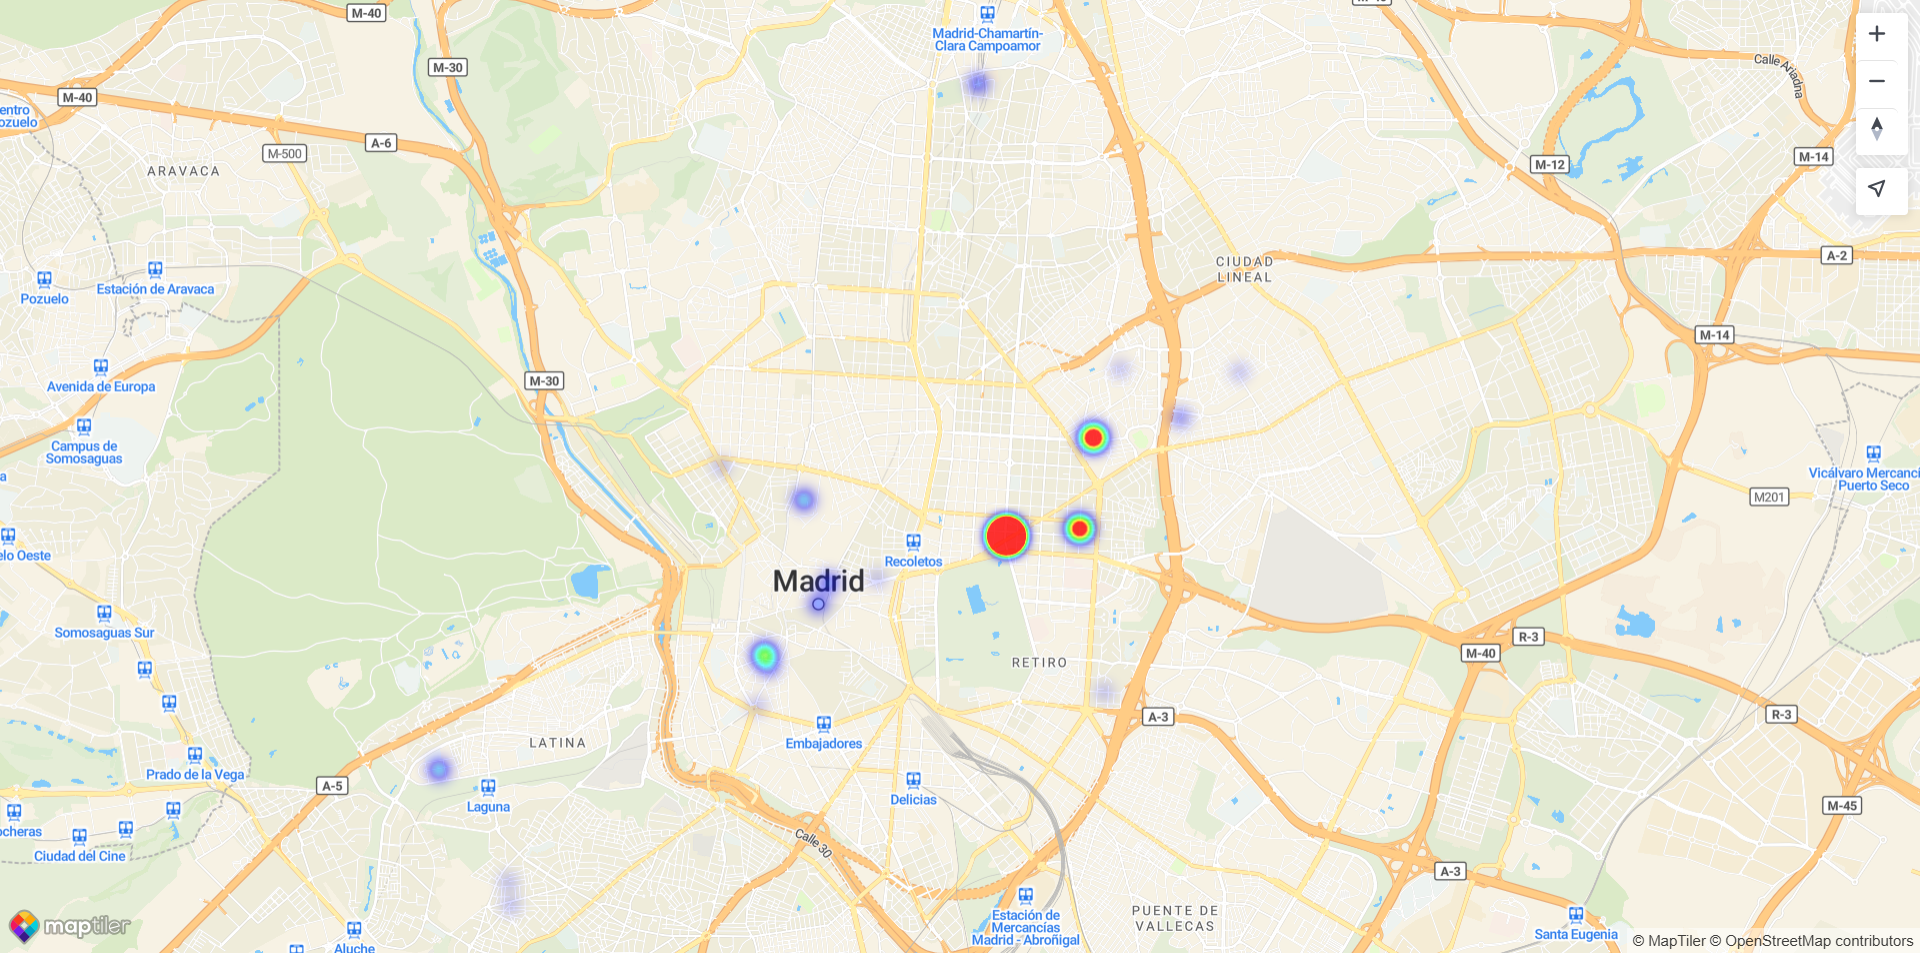 M-40
Madrid-Chamartín-
Clara Campoamor
M-30
Calle Ariadna
M-40
entro
ozuelo
A-6
M-500
M-12
M-14
ARAVACA
A-2
CIUDAD
LINEAL
Pozuelo
Estación de Aravaca
M-14
M-30
Avenida de Europa
Campus de
Somosaguas
a
Vicálvaro Mercanci
Puerto Seco
M201
elo Oeste
Recoletos
Madrid
Somosaguas Sur
R-3
M-40
RETIRO
R-3
A-3
LATINA
Embajadores
Prado de la Vega
A-5
Laguna
Delicias
M-45
ocheras
Ciudad del Cine
Calle 30
A-3
Estación de
Mercancías
Madrid - Abroñigal
PUENTE DE
VALLECAS
Santa Eugenia
Aluche
maptiler
© MapTiler © OpenStreetMap contributors